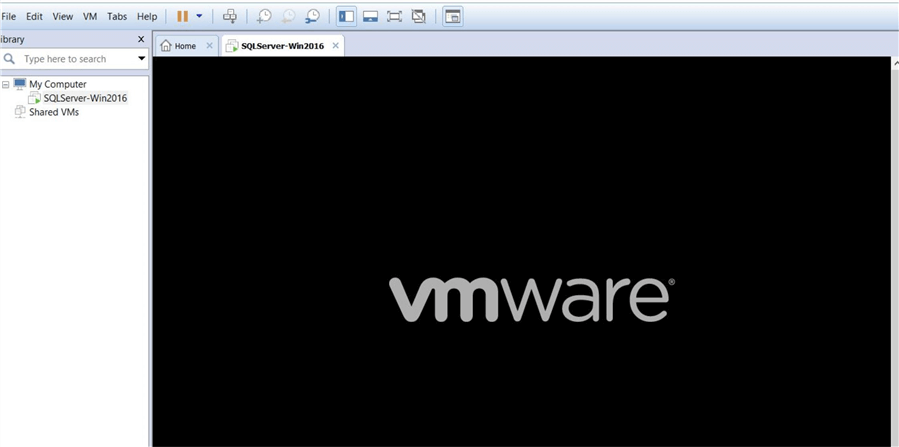 File Edit View VM Tabs Help
ibrary X
Type here to search
Home
SQLServer-Win2016
My Computer
SQLServer-Win2016
Shared VMs
vmware®